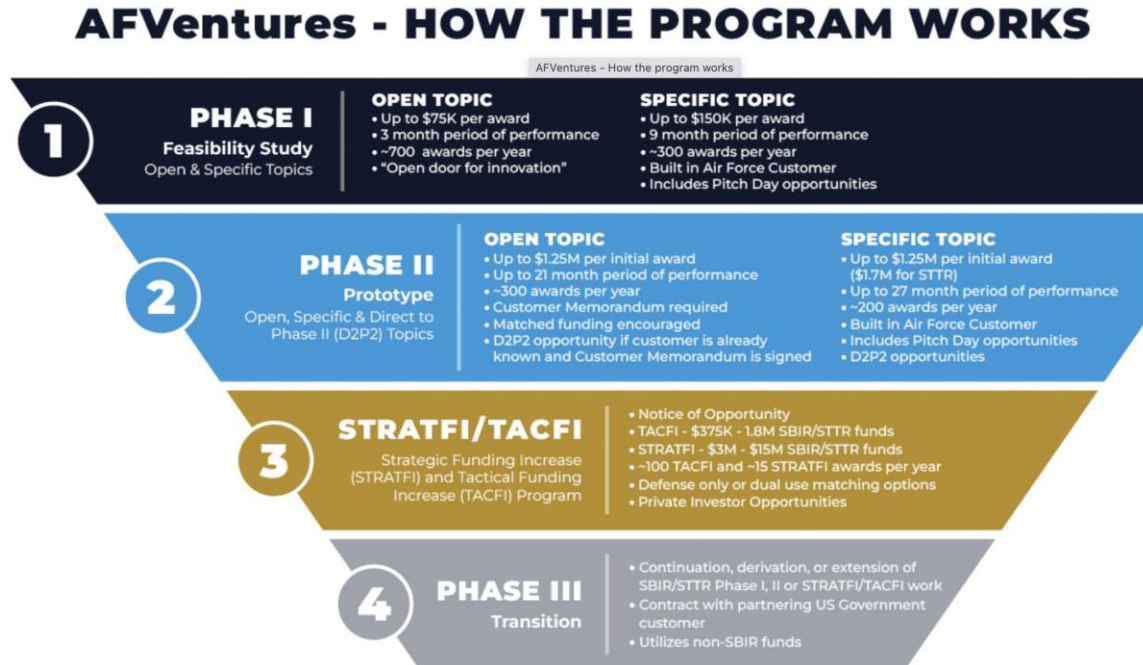 AFVentures - HOW THE PROGRAM WORKS
AFVentures - How the program works
1
PHASE I
Feasibility Study
Open & Specific Topics
OPEN TOPIC
• Up to $75K per award
• 3 month period of performance
• ~700 awards per year
• "Open door for innovation"
SPECIFIC TOPIC
• Up to $150K per award
• 9 month period of performance
• ~300 awards per year
• Built in Air Force Customer
• Includes Pitch Day opportunities
2
PHASE II
Prototype
Open, Specific & Direct to
Phase II (D2P2) Topics
OPEN TOPIC
• Up to $1.25M per initial award
• Up to 21 month period of performance
• ~300 awards per year
• Customer Memorandum required
• Matched funding encouraged
• D2P2 opportunity if customer is already
known and Customer Memorandum is signed
SPECIFIC TOPIC
• Up to $1.25M per initial award
($1.7M for STTR)
• Up to 27 month period of performance
• ~200 awards per year
• Built in Air Force Customer
• Includes Pitch Day opportunities
• D2P2 opportunities
3
STRATFI/TACFI
Strategic Funding Increase
(STRATFI) and Tactical Funding
Increase (TACFI) Program
• Notice of Opportunity
• TACFI - $375K - 1.8M SBIR/STTR funds
• STRATFI - $3M - $15M SBIR/STTR funds
• ~100 TACFI and ~15 STRATFI awards per year
• Defense only or dual use matching options
• Private Investor Opportunities
4
PHASE III
Transition
• Continuation, derivation, or extension of
SBIR/STTR Phase I, II or STRATFI/TACFI work
• Contract with partnering US Government
customer
• Utilizes non-SBIR funds